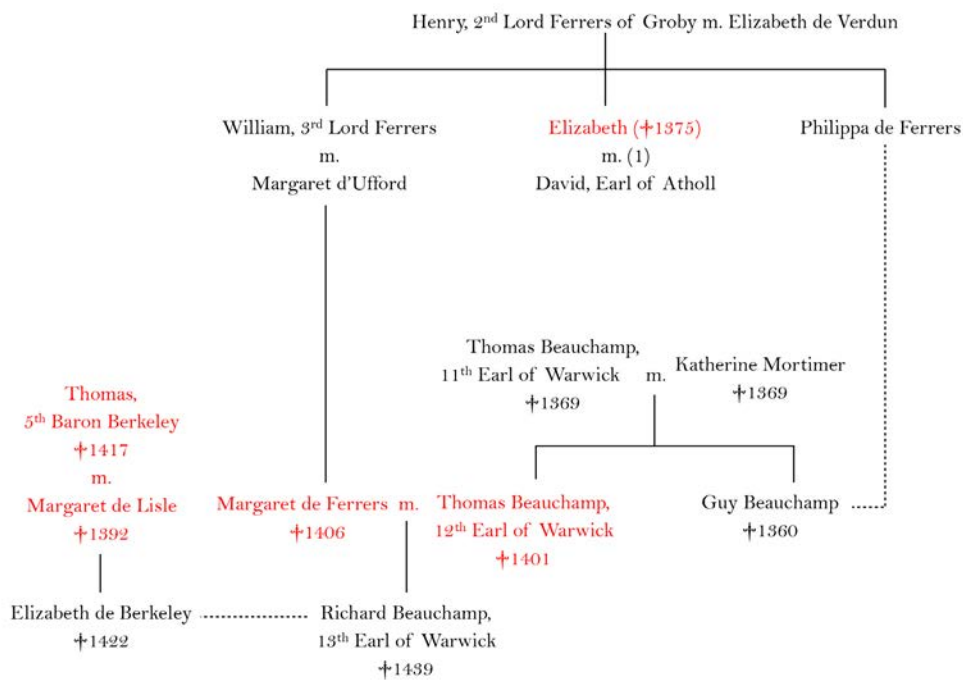 Henry, 2nd Lord Ferrers of Groby m. Elizabeth de Verdun
William, 3rd Lord Ferrers
m.
Margaret d'Ufford
Elizabeth (✝1375)
m. (1)
David, Earl of Atholl
Philippa de Ferrers
Thomas Beauchamp,
11th Earl of Warwick m.
✝1369
Katherine Mortimer
✝1369
Thomas,
5th Baron Berkeley
✝1417
m.
Margaret de Lisle
✝1392
Margaret de Ferrers m.
✝1406
Thomas Beauchamp,
12th Earl of Warwick
✝1401
Guy Beauchamp
✝1360
Elizabeth de Berkeley
✝1422
Richard Beauchamp,
13th Earl of Warwick
✝1439